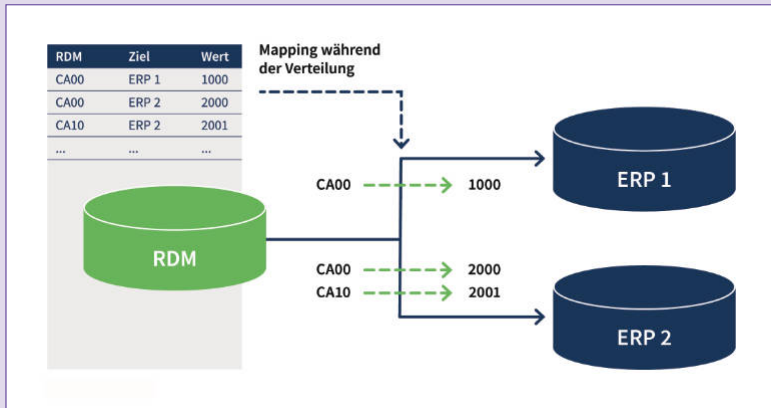 RDM Ziel Wert
CA00 ERP 1 1000
CA00 ERP 2 2000
CA10 ERP 2 2001
... ... ...
Mapping während
der Verteilung
CA00 1000
RDM
CA00 2000
CA10 2001
ERP 1
ERP 2